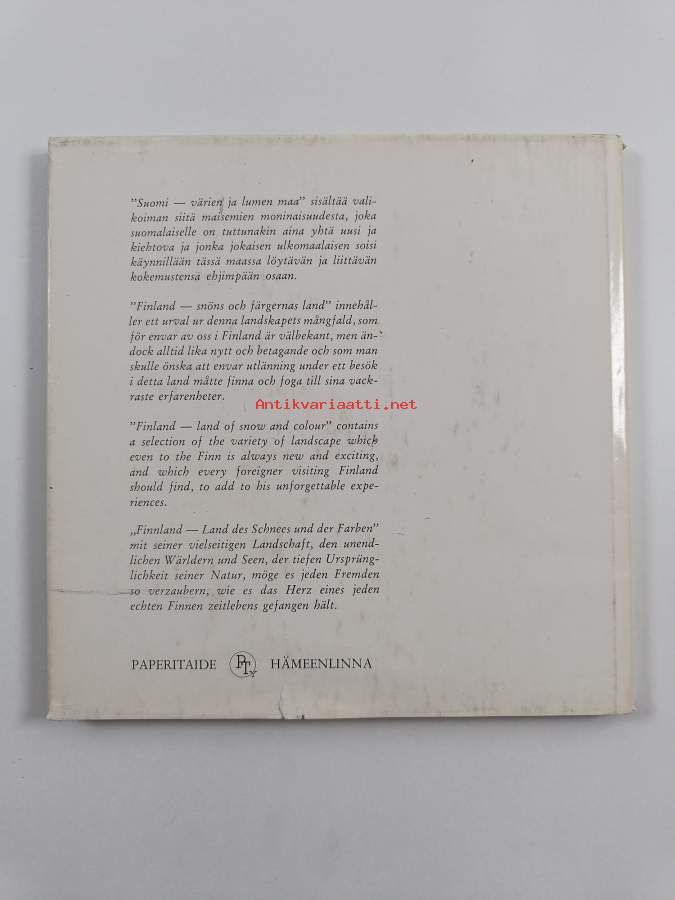 ”Suomi — värien ja lumen maa” sisältää vali-
koiman siitä maisemien moninaisuudesta, joka
suomalaiselle on tuttunakin aina yhtä uusi ja
kiehtova ja jonka jokaisen ulkomaalaisen soisi
käynnillään tässä maassa löytävän ja liittävän
kokemustensä ehjimpään osaan.
”Finland — snöns och färgernas land” innehål-
ler ett urval ur denna landskapets mångfald, som
för envar av oss i Finland är välbekant, men än-
dock alltid lika nytt och betagande och som man
skulle önska att envar utlänning under ett besök
i detta land måtte finna och foga till sina vack-
raste erfarenheter.
Antikvariaatti.net
”Finland — land of snow and colour” contains
a selection of the variety of landscape which
even to the Finn is always new and exciting,
and which every foreigner visiting Finland
should find, to add to his unforgettable expe-
riences.
„Finnland — Land des Schnees und der Farben”
mit seiner vielseitigen Landschaft, den unend-
lichen Wärldern und Seen, der tiefen Ursprüng-
lichkeit seiner Natur, möge es jeden Fremden
so verzaubern, wie es das Herz eines jeden
echten Finnen zeitlebens gefangen hält.
PAPERITAIDE PTY HÄMEENLINNA